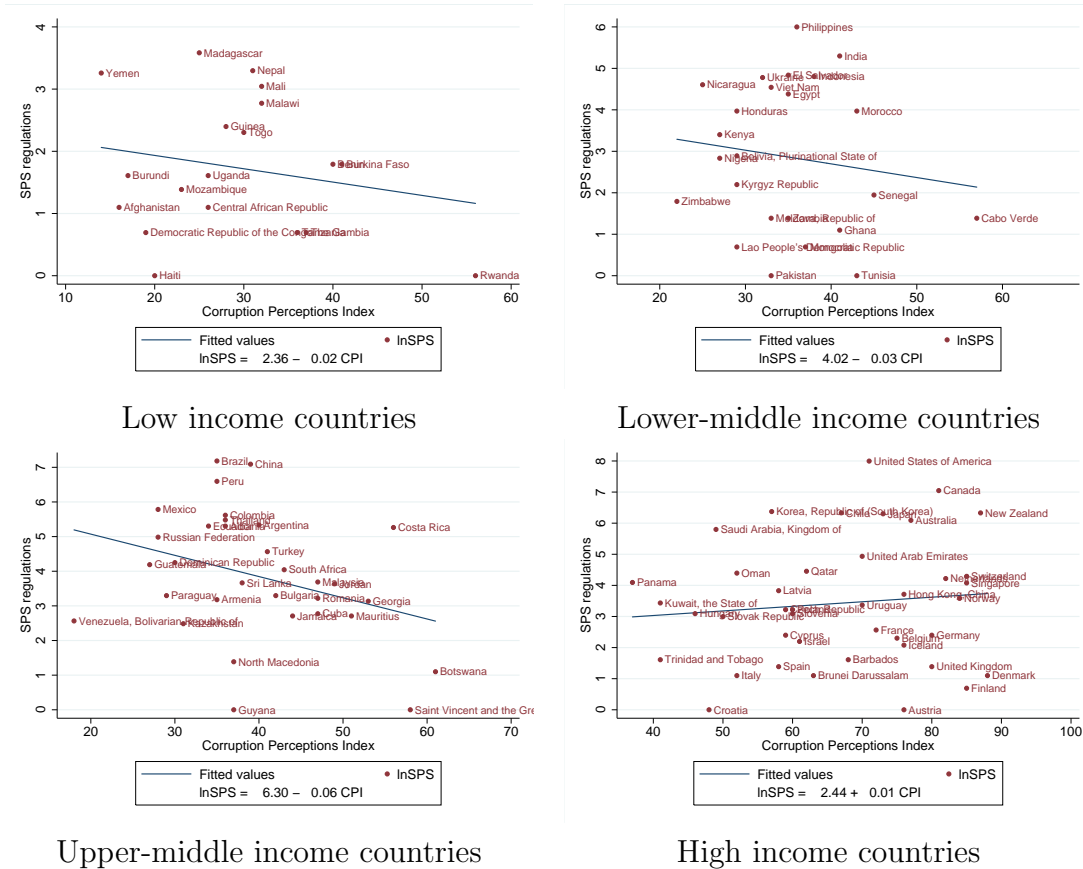 4
3
2
1
0
SPS regulations
Madagascar
Yemen
Nepal
Mali
Malawi
Guinea
Togo
Benin
Burkina Faso
Burundi
Uganda
Mozambique
Afghanistan
Central African Republic
Democratic Republic of the Congo
Gambia
Haiti
Rwanda
10 20 30 40 50 60
Corruption Perceptions Index
Fitted values
lnSPS
lnSPS = 2.36 − 0.02 CPI
Low income countries
6
5
4
3
2
1
0
SPS regulations
Philippines
India
El Salvador
Ukraine
Indonesia
Nicaragua
Viet Nam
Egypt
Honduras
Morocco
Kenya
Bolivia, Plurinational State of
Nigeria
Kyrgyz Republic
Senegal
Zimbabwe
Moldova, Republic of
Zambia
Cabo Verde
Ghana
Lao People's Democratic Republic
Mongolia
Pakistan
Tunisia
20 30 40 50 60
Corruption Perceptions Index
Fitted values
lnSPS
lnSPS = 4.02 − 0.03 CPI
Lower-middle income countries
7
6
5
4
3
2
1
0
SPS regulations
Brazil
China
Peru
Mexico
Colombia
Thailand
Ecuador
Albania
Argentina
Costa Rica
Russian Federation
Turkey
Dominican Republic
Guatemala
South Africa
Sri Lanka
Malaysia
Jordan
Paraguay
Bulgaria
Armenia
Romania
Georgia
Cuba
Jamaica
Mauritius
Venezuela, Bolivarian Republic of
Kazakhstan
North Macedonia
Botswana
Guyana
Saint Vincent and the Gre
20 30 40 50 60 70
Corruption Perceptions Index
Fitted values
lnSPS
lnSPS = 6.30 − 0.06 CPI
Upper-middle income countries
8
7
6
5
4
3
2
1
0
SPS regulations
United States of America
Canada
Korea, Republic of (South Korea)
Chile
Japan
New Zealand
Australia
Saudi Arabia, Kingdom of
United Arab Emirates
Qatar
Oman
Switzerland
Netherlands
Singapore
Panama
Latvia
Hong Kong, China
Norway
Kuwait, the State of
Uruguay
Hungary
Slovenia
Slovak Republic
France
Cyprus
Germany
Belgium
Israel
Iceland
Trinidad and Tobago
Barbados
Spain
United Kingdom
Italy
Brunei Darussalam
Denmark
Finland
Croatia
Austria
40 50 60 70 80 90 100
Corruption Perceptions Index
Fitted values
lnSPS
lnSPS = 2.44 + 0.01 CPI
High income countries